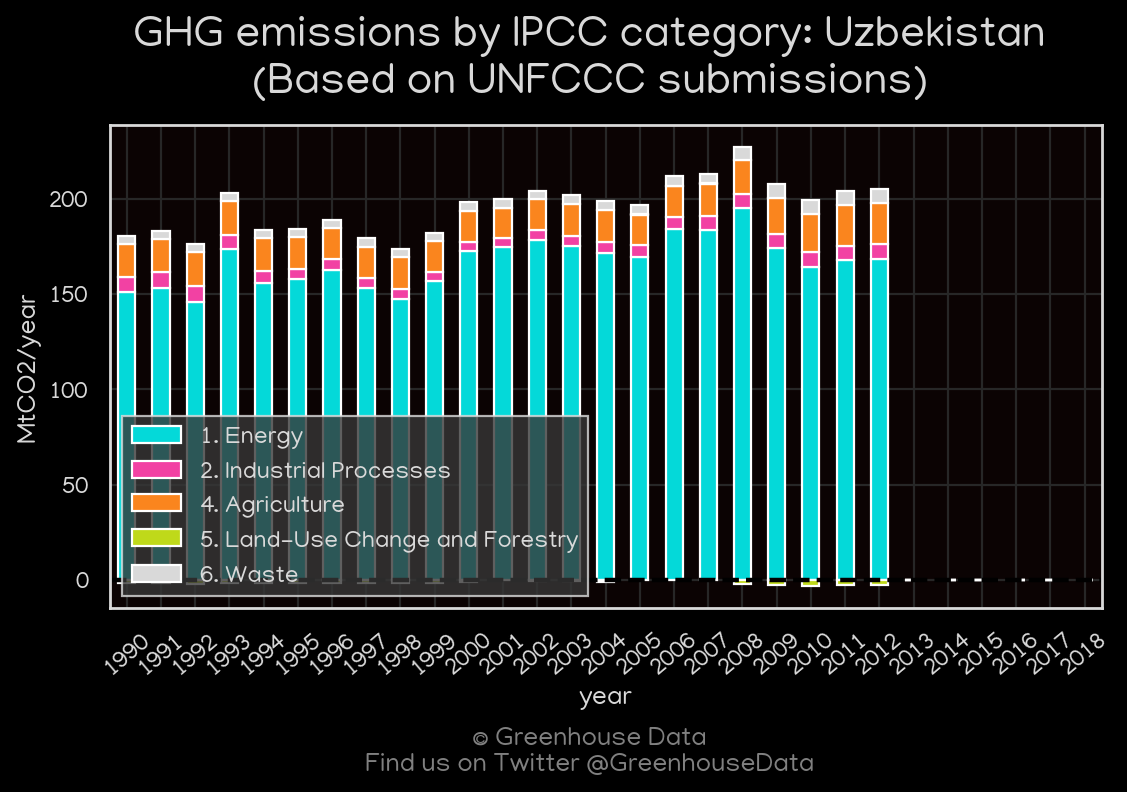 GHG emissions by IPCC category: Uzbekistan
(Based on UNFCCC submissions)
MtCO2/year
200
150
100
50
0
1. Energy
2. Industrial Processes
4. Agriculture
5. Land-Use Change and Forestry
6. Waste
1990 1991 1992 1993 1994 1995 1996 1997 1998 1999 2000 2001 2002 2003 2004 2005 2006 2007 2008 2009 2010 2011 2012 2013 2014 2015 2016 2017 2018
year
© Greenhouse Data
Find us on Twitter @GreenhouseData